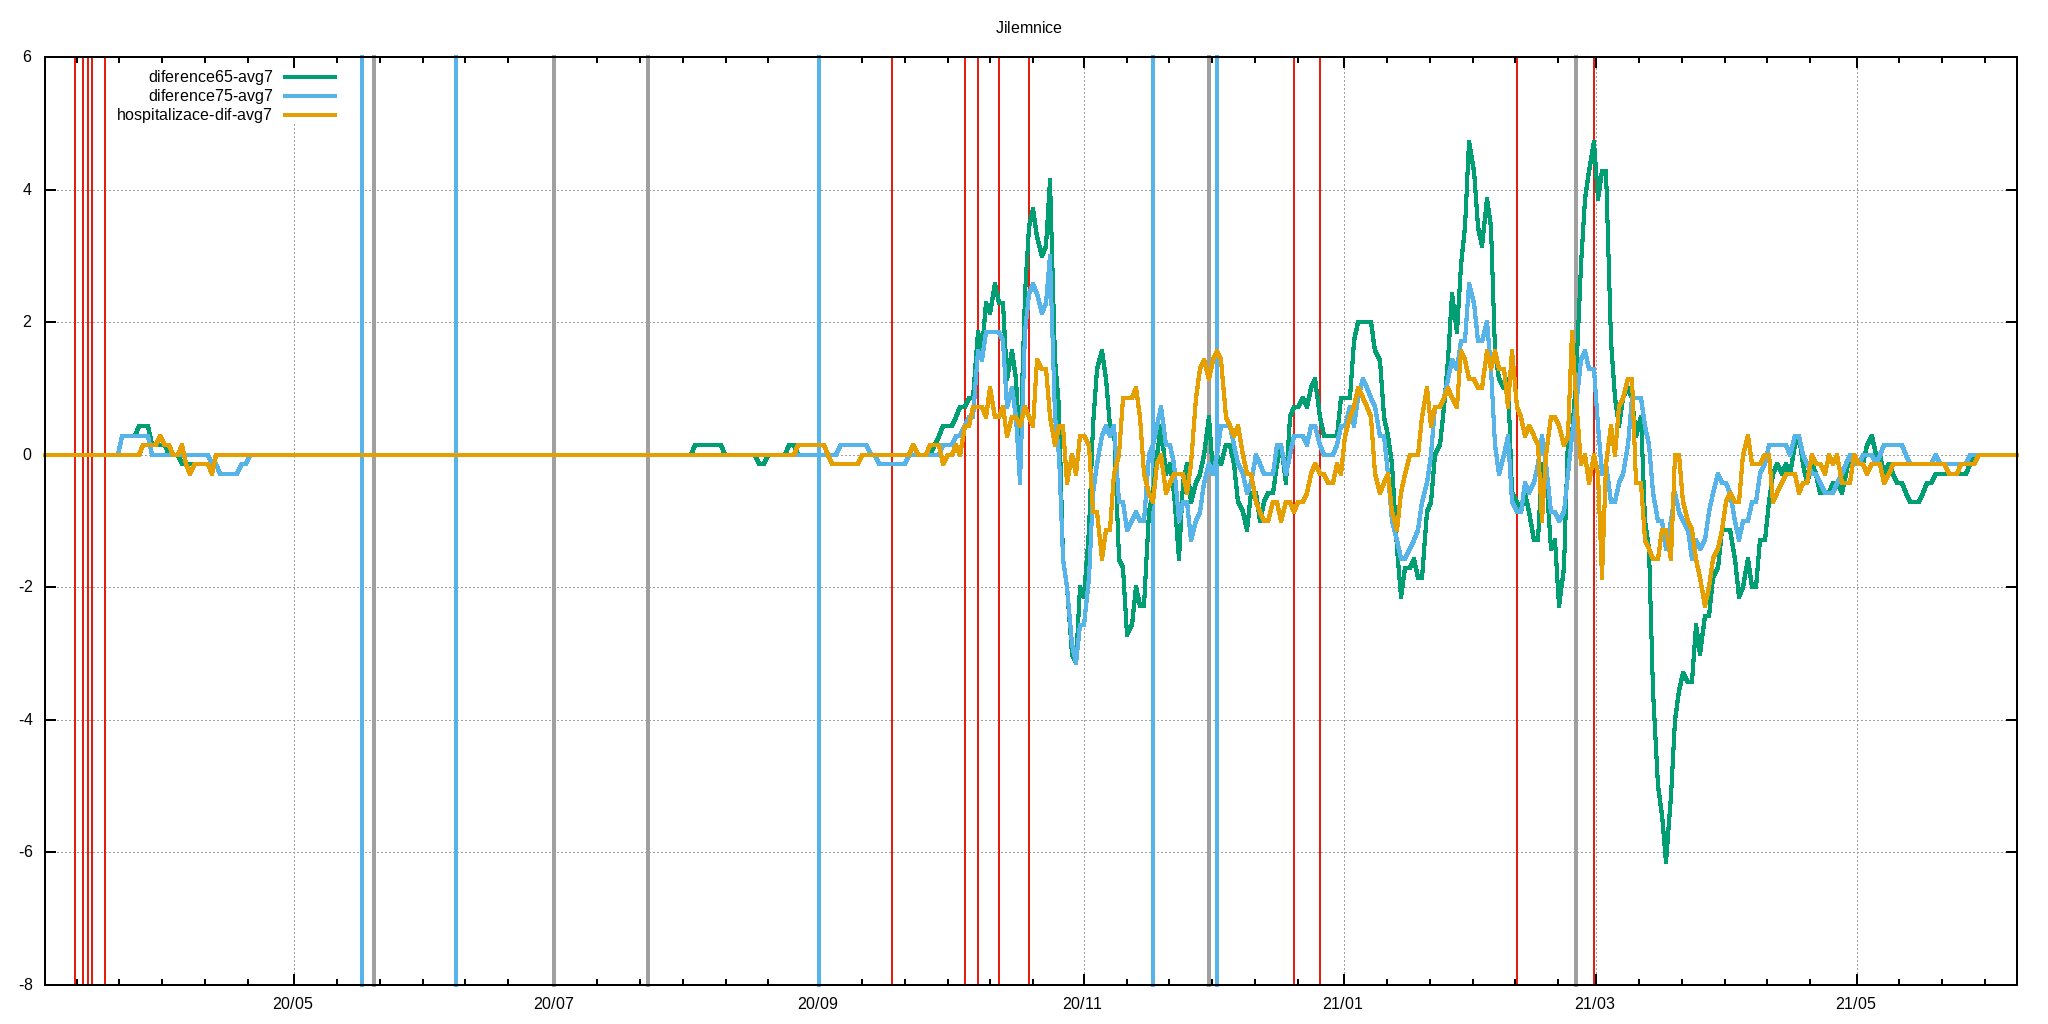 Jilemnice
diference65-avg7
diference75-avg7
hospitalizace-dif-avg7
6
4
2
0
-2
-4
-6
-8
20/05 20/07 20/09 20/11 21/01 21/03 21/05